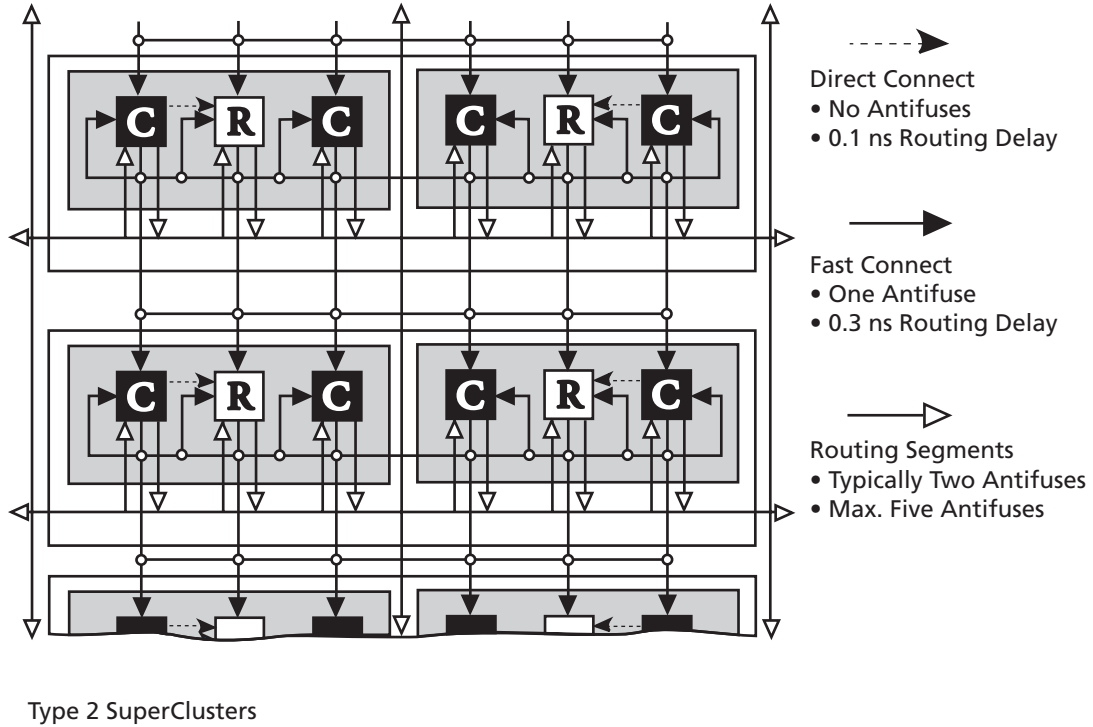 C R C C R C
C R C C R C
Direct Connect
• No Antifuses
• 0.1 ns Routing Delay
Fast Connect
• One Antifuse
• 0.3 ns Routing Delay
Routing Segments
• Typically Two Antifuses
• Max. Five Antifuses
Type 2 SuperClusters